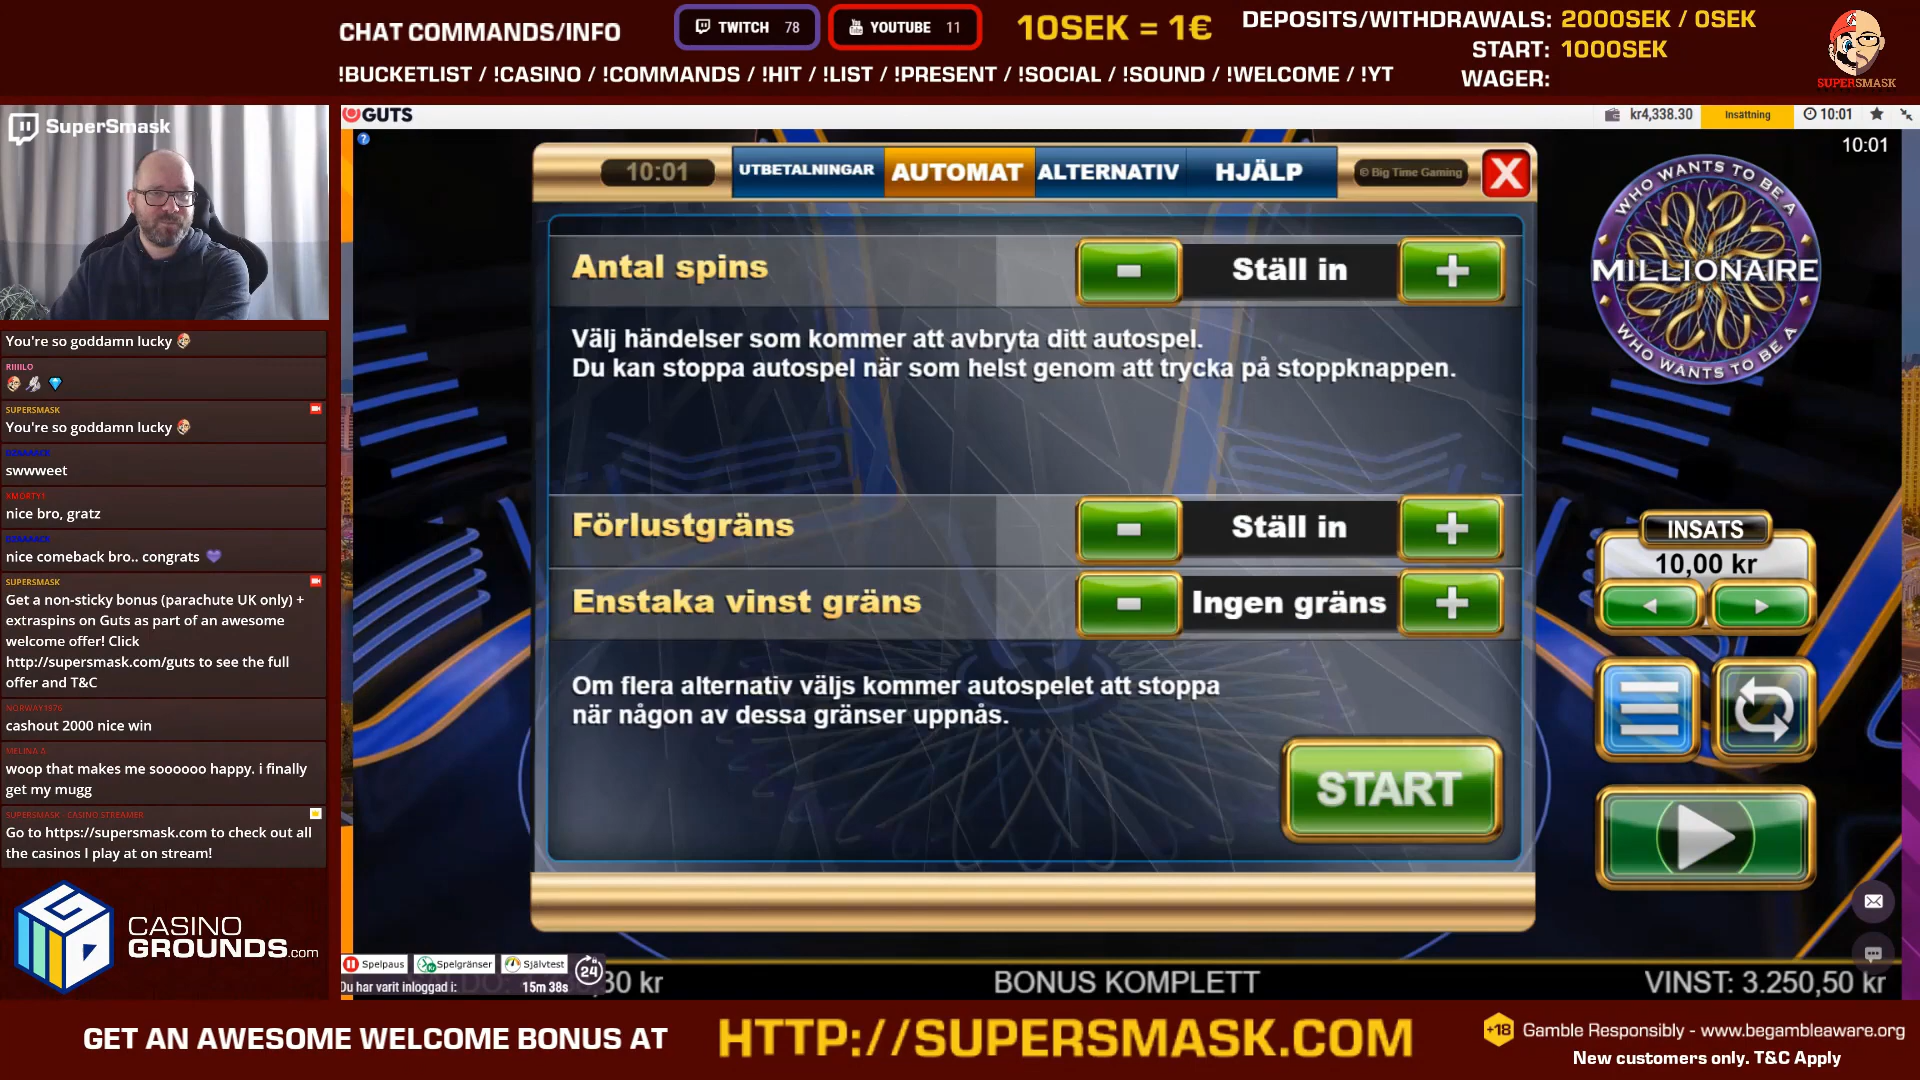 CHAT COMMANDS/INFO
TWITCH 78
YOUTUBE 11
10SEK = 1€
DEPOSITS/WITHDRAWALS: 2000SEK / 0SEK
START: 1000SEK
WAGER:
!BUCKETLIST / !CASINO / !COMMANDS / !HIT / !LIST / !PRESENT / !SOCIAL / !SOUND / !WELCOME / !YT
SUPERSMASK
SuperSmask
GUTS
kr4,338.30
Insättning
10:01
10:01
10:01
UTBETALNINGAR
AUTOMAT
ALTERNATIV
HJÄLP
© Big Time Gaming
X
Antal spins
-
Ställ in
+
Välj händelser som kommer att avbryta ditt autospel.
Du kan stoppa autospel när som helst genom att trycka på stoppknappen.
Förlustgräns
-
Ställ in
+
Enstaka vinst gräns
-
Ingen gräns
+
Om flera alternativ väljs kommer autospelet att stoppa
när någon av dessa gränser uppnås.
START
WHO WANTS TO BE A
MILLIONAIRE
WHO WANTS TO BE A
INSATS
10,00 kr
You're so goddamn lucky
RIIIILO
SUPERSMASK
You're so goddamn lucky
swwweet
XMORTY1
nice bro, gratz
nice comeback bro.. congrats
SUPERSMASK
Get a non-sticky bonus (parachute UK only) +
extraspins on Guts as part of an awesome
welcome offer! Click
http://supersmask.com/guts to see the full
offer and T&C
NORWAY1976
cashout 2000 nice win
MELINA A
woop that makes me soooooo happy. i finally
get my mugg
SUPERSMASK - CASINO STREAMER
Go to https://supersmask.com to check out all
the casinos I play at on stream!
CASINO
GROUNDS.com
Spelpaus
Spelgränser
Självtest
24
Du har varit inloggad i: 15m 38s
30 kr
BONUS KOMPLETT
VINST: 3.250,50 kr
GET AN AWESOME WELCOME BONUS AT
HTTP://SUPERSMASK.COM
+18 Gamble Responsibly - www.begambleaware.org
New customers only. T&C Apply